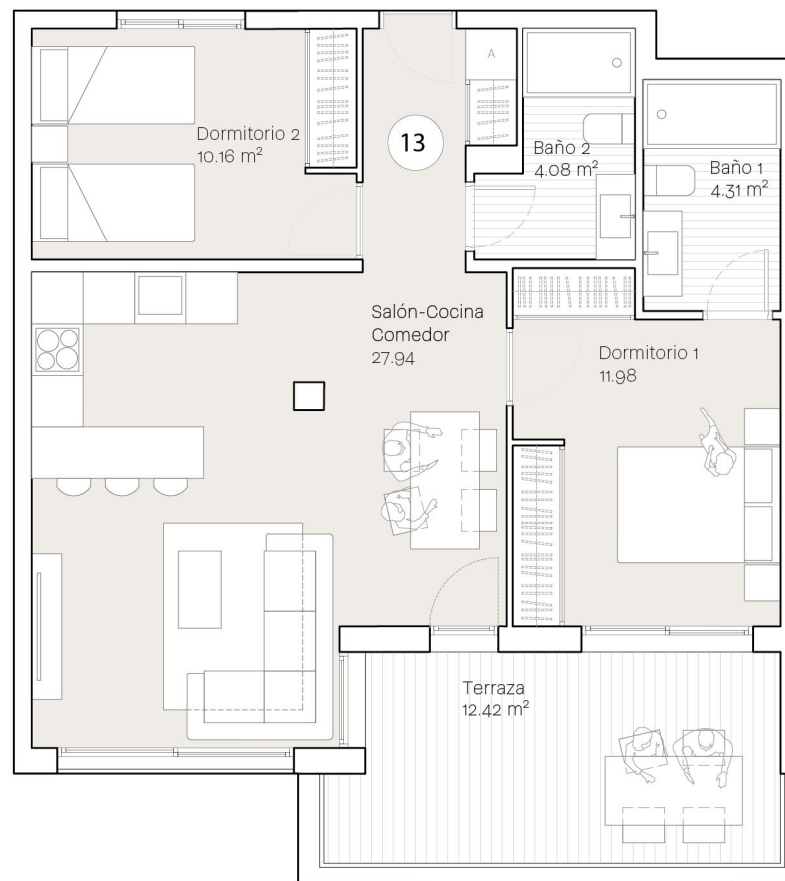 A
Dormitorio 2
10.16 m²
13
Baño 2
4.08 m²
Baño 1
4.31 m²
Salón-Cocina
Comedor
27.94
Dormitorio 1
11.98
Terraza
12.42 m²